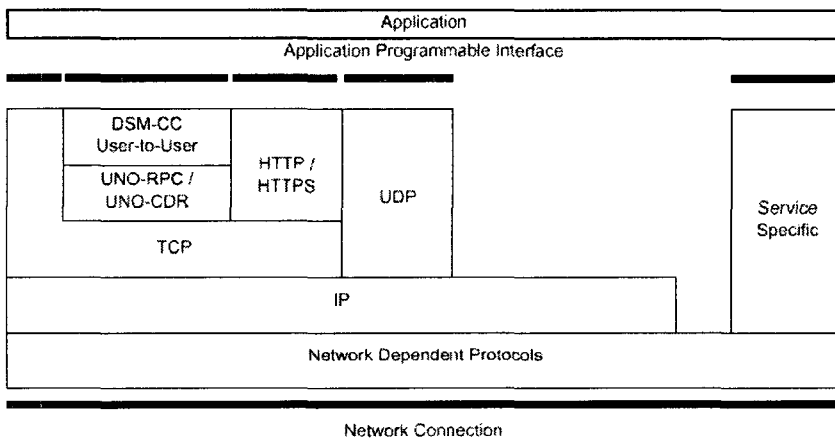 Application
Application Programmable Interface
DSM-CC
User-to-User
UNO-RPC /
UNO-CDR
HTTP /
HTTPS
UDP
Service
Specific
TCP
IP
Network Dependent Protocols
Network Connection